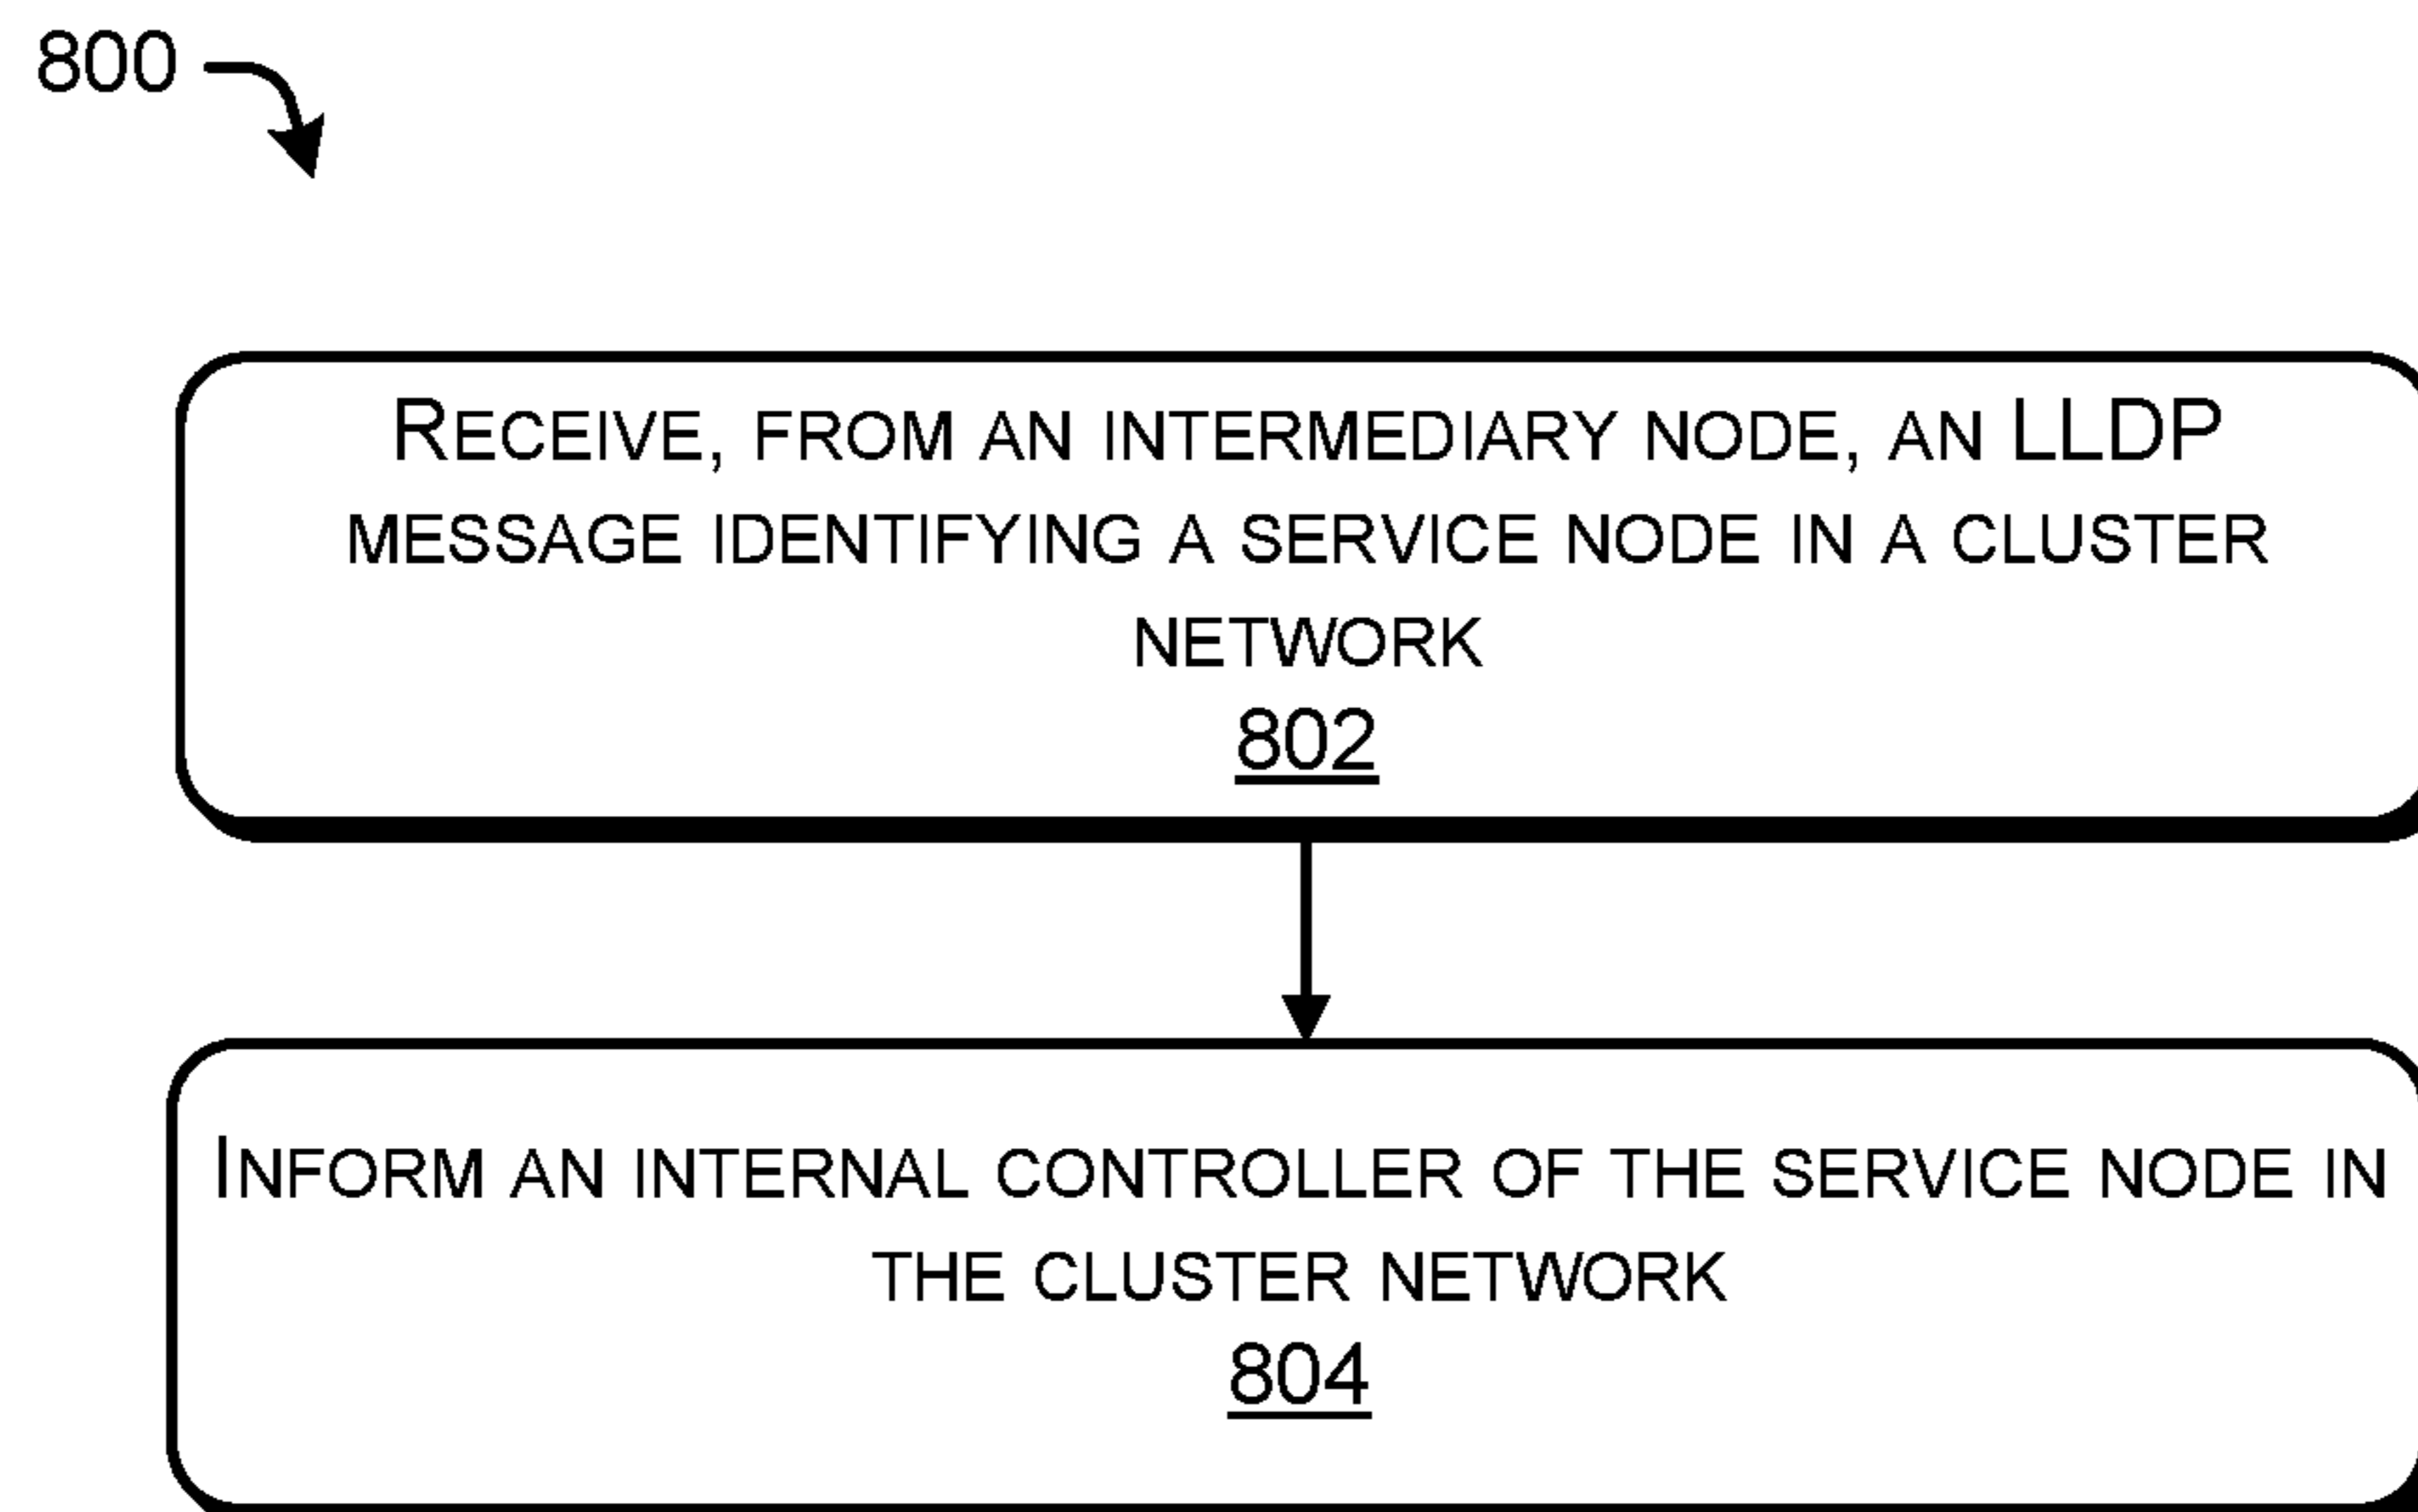 800
Receive, from an intermediary node, an LLDP
message identifying a service node in a cluster
network
802
Inform an internal controller of the service node in
the cluster network
804